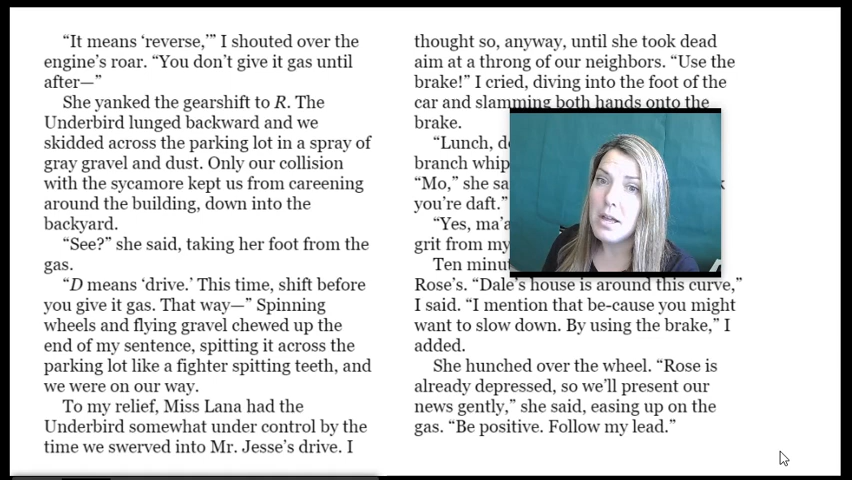 “It means ‘reverse,’” I shouted over the
engine’s roar. “You don’t give it gas until
after—”
She yanked the gearshift to R. The
Underbird lunged backward and we
skidded across the parking lot in a spray of
gray gravel and dust. Only our collision
with the sycamore kept us from careening
around the building, down into the
backyard.
“See?” she said, taking her foot from the
gas.
“D means ‘drive.’ This time, shift before
you give it gas. That way—” Spinning
wheels and flying gravel chewed up the
end of my sentence, spitting it across the
parking lot like a fighter spitting teeth, and
we were on our way.
To my relief, Miss Lana had the
Underbird somewhat under control by the
time we swerved into Mr. Jesse’s drive. I
thought so, anyway, until she took dead
aim at a throng of our neighbors. “Use the
brake!” I cried, diving into the foot of the
car and slamming both hands onto the
brake.
“Lunch,
branch
“Mo,” she
you’re daft.”
“Yes,
grit from my
Ten
Rose’s. “Dale’s house is around this curve,”
I said. “I mention that be-cause you might
want to slow down. By using the brake,” I
added.
She hunched over the wheel. “Rose is
already depressed, so we’ll present our
news gently,” she said, easing up on the
gas. “Be positive. Follow my lead.”